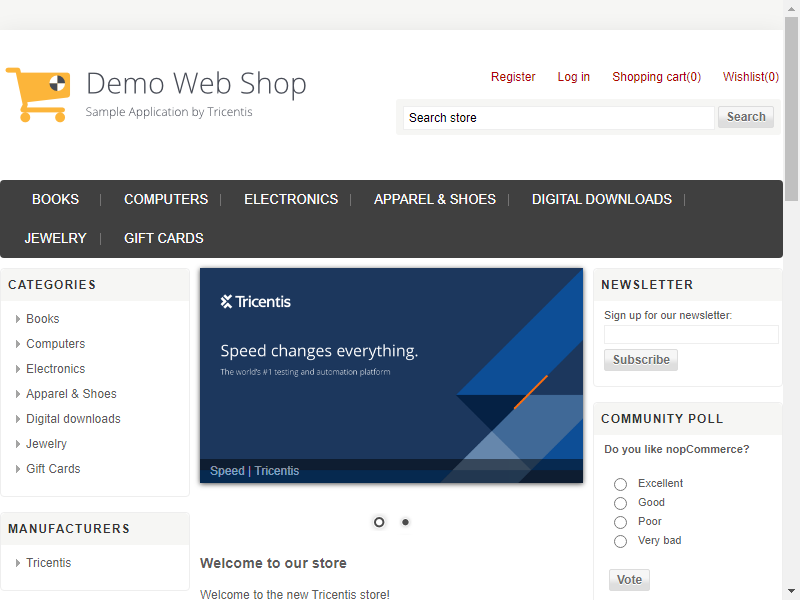 Demo Web Shop
Sample Application by Tricentis
Register Log in Shopping cart(0) Wishlist(0)
Search store Search
BOOKS | COMPUTERS | ELECTRONICS | APPAREL & SHOES | DIGITAL DOWNLOADS |
JEWELRY | GIFT CARDS
CATEGORIES
Books
Computers
Electronics
Apparel & Shoes
Digital downloads
Jewelry
Gift Cards
MANUFACTURERS
Tricentis
Tricentis
Speed changes everything.
The world's #1 testing and automation platform
Speed | Tricentis
Welcome to our store
Welcome to the new Tricentis store!
NEWSLETTER
Sign up for our newsletter:
Subscribe
COMMUNITY POLL
Do you like nopCommerce?
Excellent
Good
Poor
Very bad
Vote